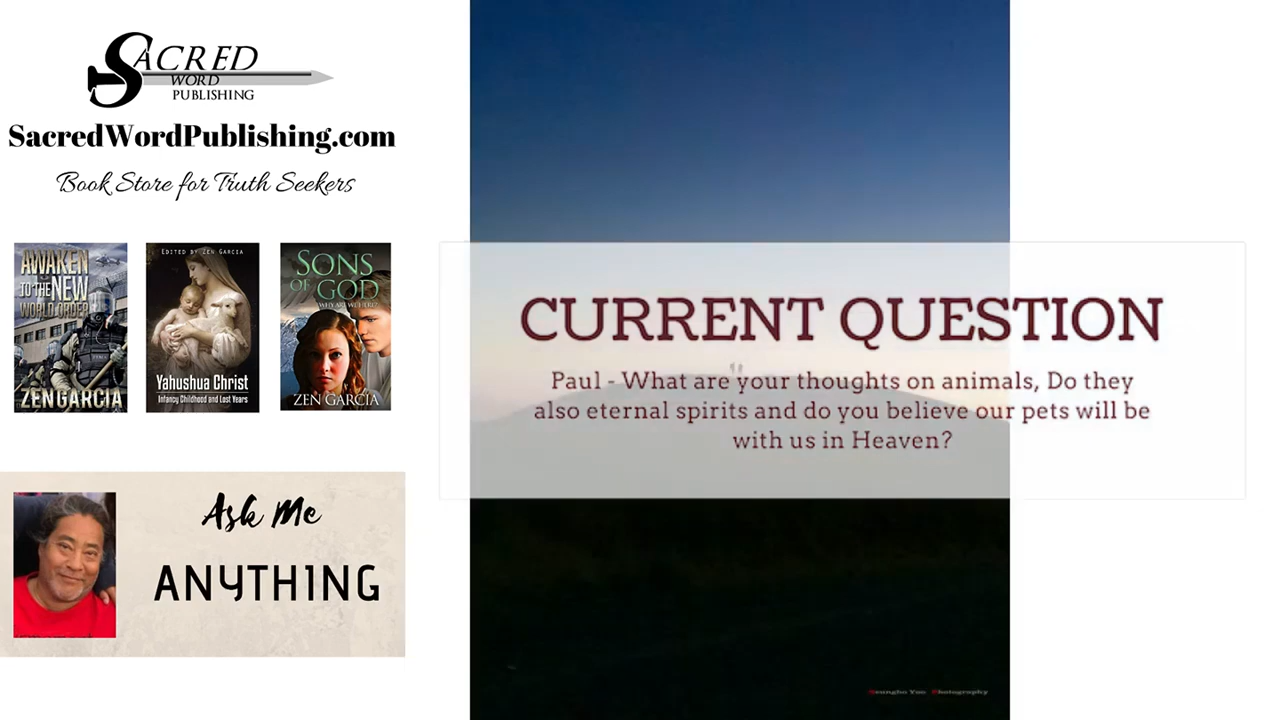 SACRED
WORD
PUBLISHING
SacredWordPublishing.com
Book Store for Truth Seekers
AWAKEN
TO THE NEW
WORLD ORDER
ZEN GARCIA
EDITED BY ZEN GARCIA
Yahushua Christ
Infancy Childhood and Lost Years
SONS
OF GOD
WHY ARE WE HERE?
ZEN GARCIA
Ask Me
ANYTHING
CURRENT QUESTION
Paul - What are your thoughts on animals, Do they
also eternal spirits and do you believe our pets will be
with us in Heaven?
Photography